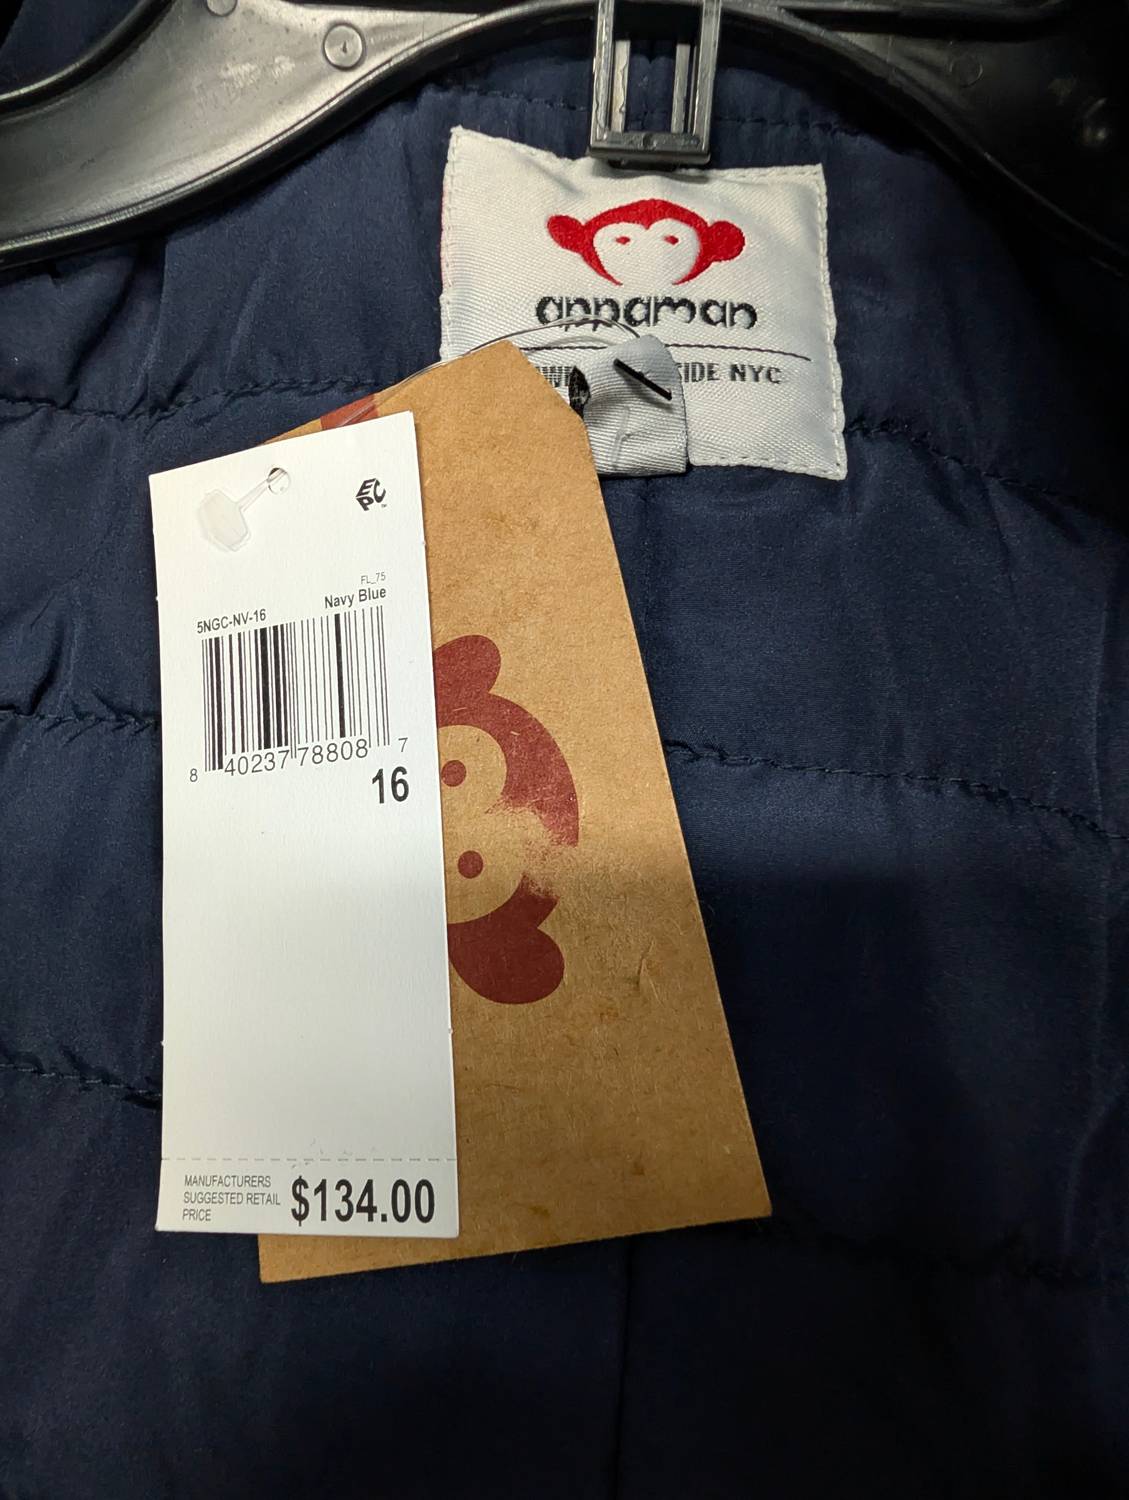 appaman
SIDE NYC
EPC
FL_75
Navy Blue
5NGC-NV-16
8 40237 78808 7
16
MANUFACTURERS
SUGGESTED RETAIL
PRICE
$134.00